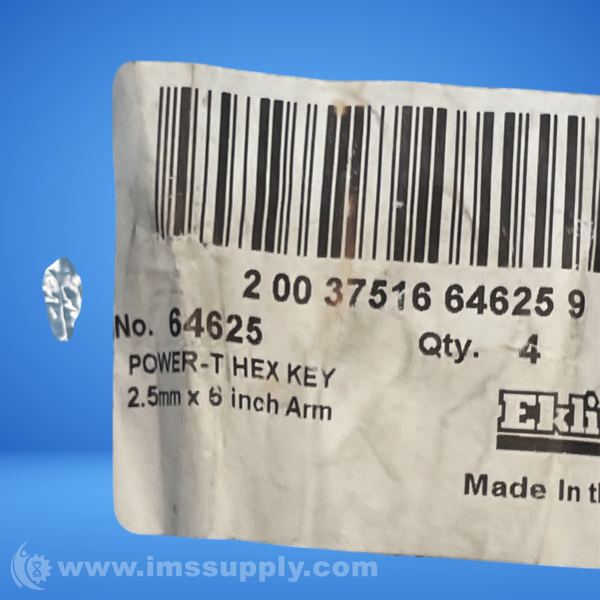 2 00 37516 64625 9
No. 64625
Qty. 4
POWER-T HEX KEY
2.5mm x 6 inch Arm
Ekli
Made In t
www.imssupply.com